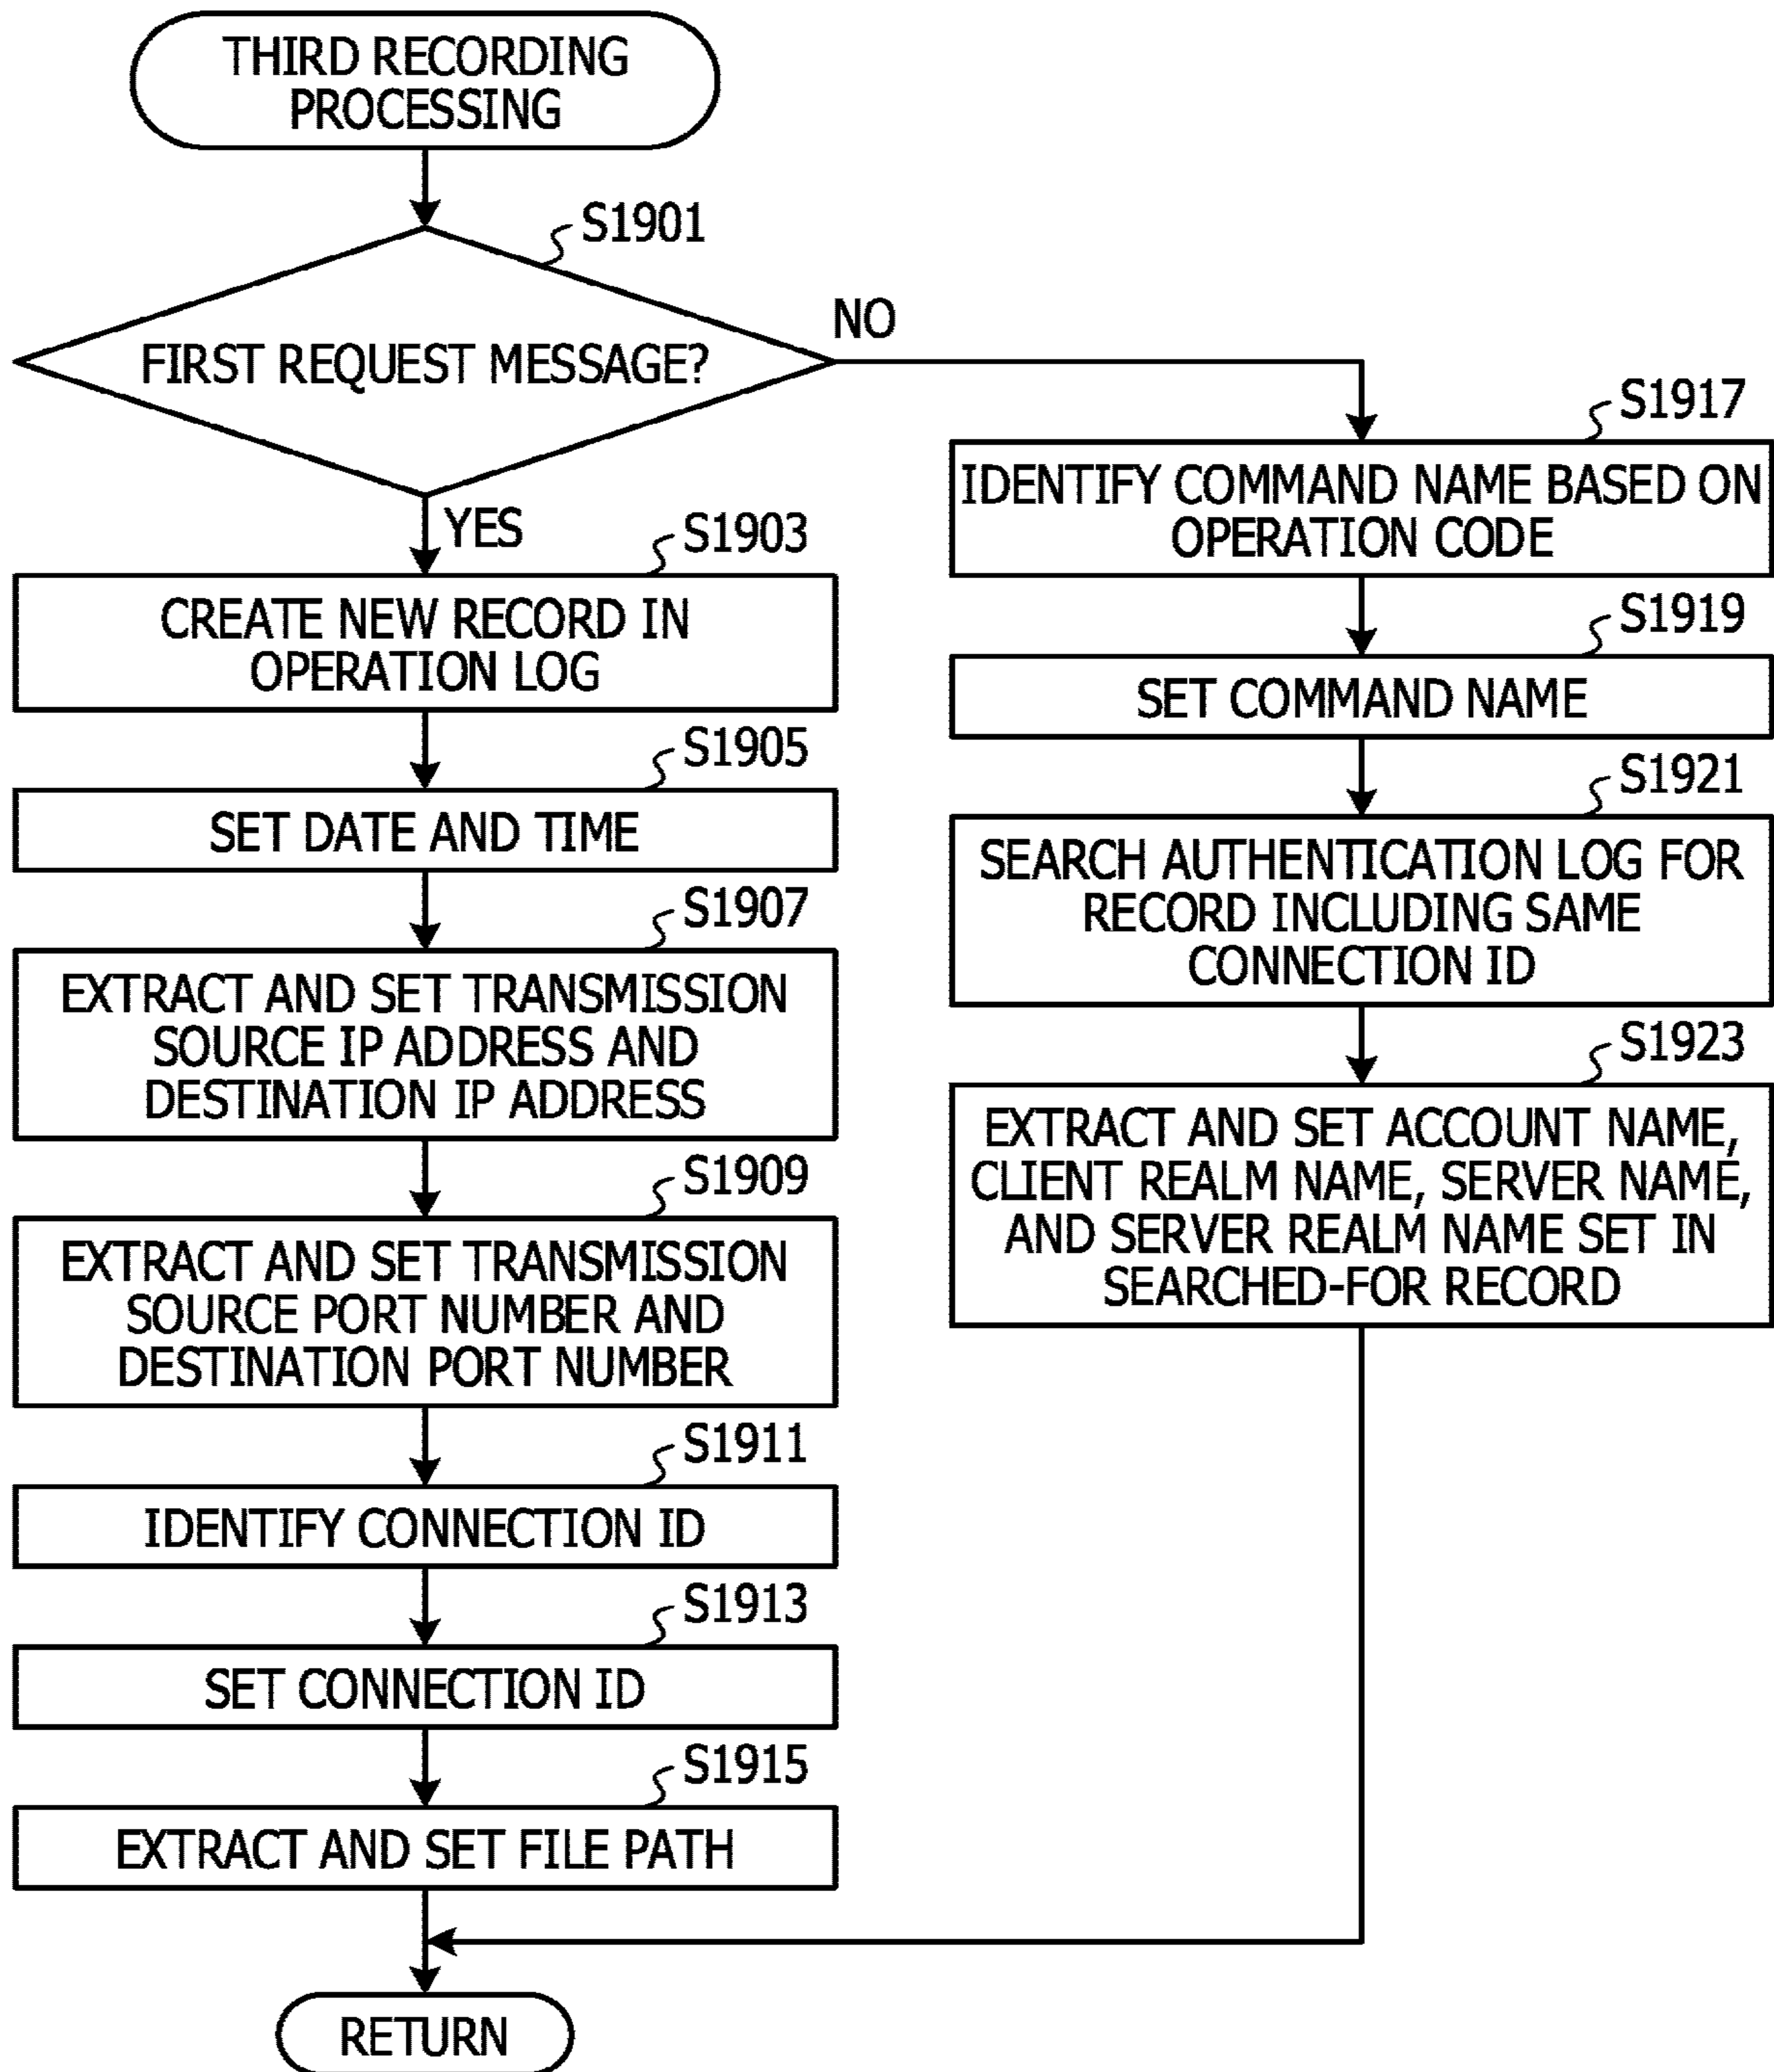 THIRD RECORDING
PROCESSING
S1901
FIRST REQUEST MESSAGE?
NO
YES
S1903
CREATE NEW RECORD IN
OPERATION LOG
S1905
SET DATE AND TIME
S1907
EXTRACT AND SET TRANSMISSION
SOURCE IP ADDRESS AND
DESTINATION IP ADDRESS
S1909
EXTRACT AND SET TRANSMISSION
SOURCE PORT NUMBER AND
DESTINATION PORT NUMBER
S1911
IDENTIFY CONNECTION ID
S1913
SET CONNECTION ID
S1915
EXTRACT AND SET FILE PATH
S1917
IDENTIFY COMMAND NAME BASED ON
OPERATION CODE
S1919
SET COMMAND NAME
S1921
SEARCH AUTHENTICATION LOG FOR
RECORD INCLUDING SAME
CONNECTION ID
S1923
EXTRACT AND SET ACCOUNT NAME,
CLIENT REALM NAME, SERVER NAME,
AND SERVER REALM NAME SET IN
SEARCHED-FOR RECORD
RETURN